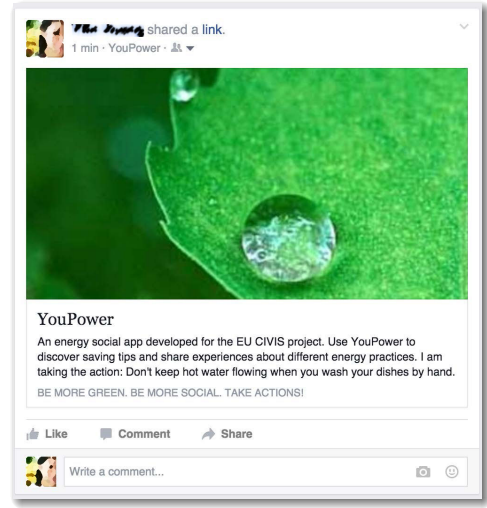 shared a link.
1 min · YouPower ·
YouPower
An energy social app developed for the EU CIVIS project. Use YouPower to
discover saving tips and share experiences about different energy practices. I am
taking the action: Don't keep hot water flowing when you wash your dishes by hand.
BE MORE GREEN. BE MORE SOCIAL. TAKE ACTIONS!
Like Comment Share
Write a comment...